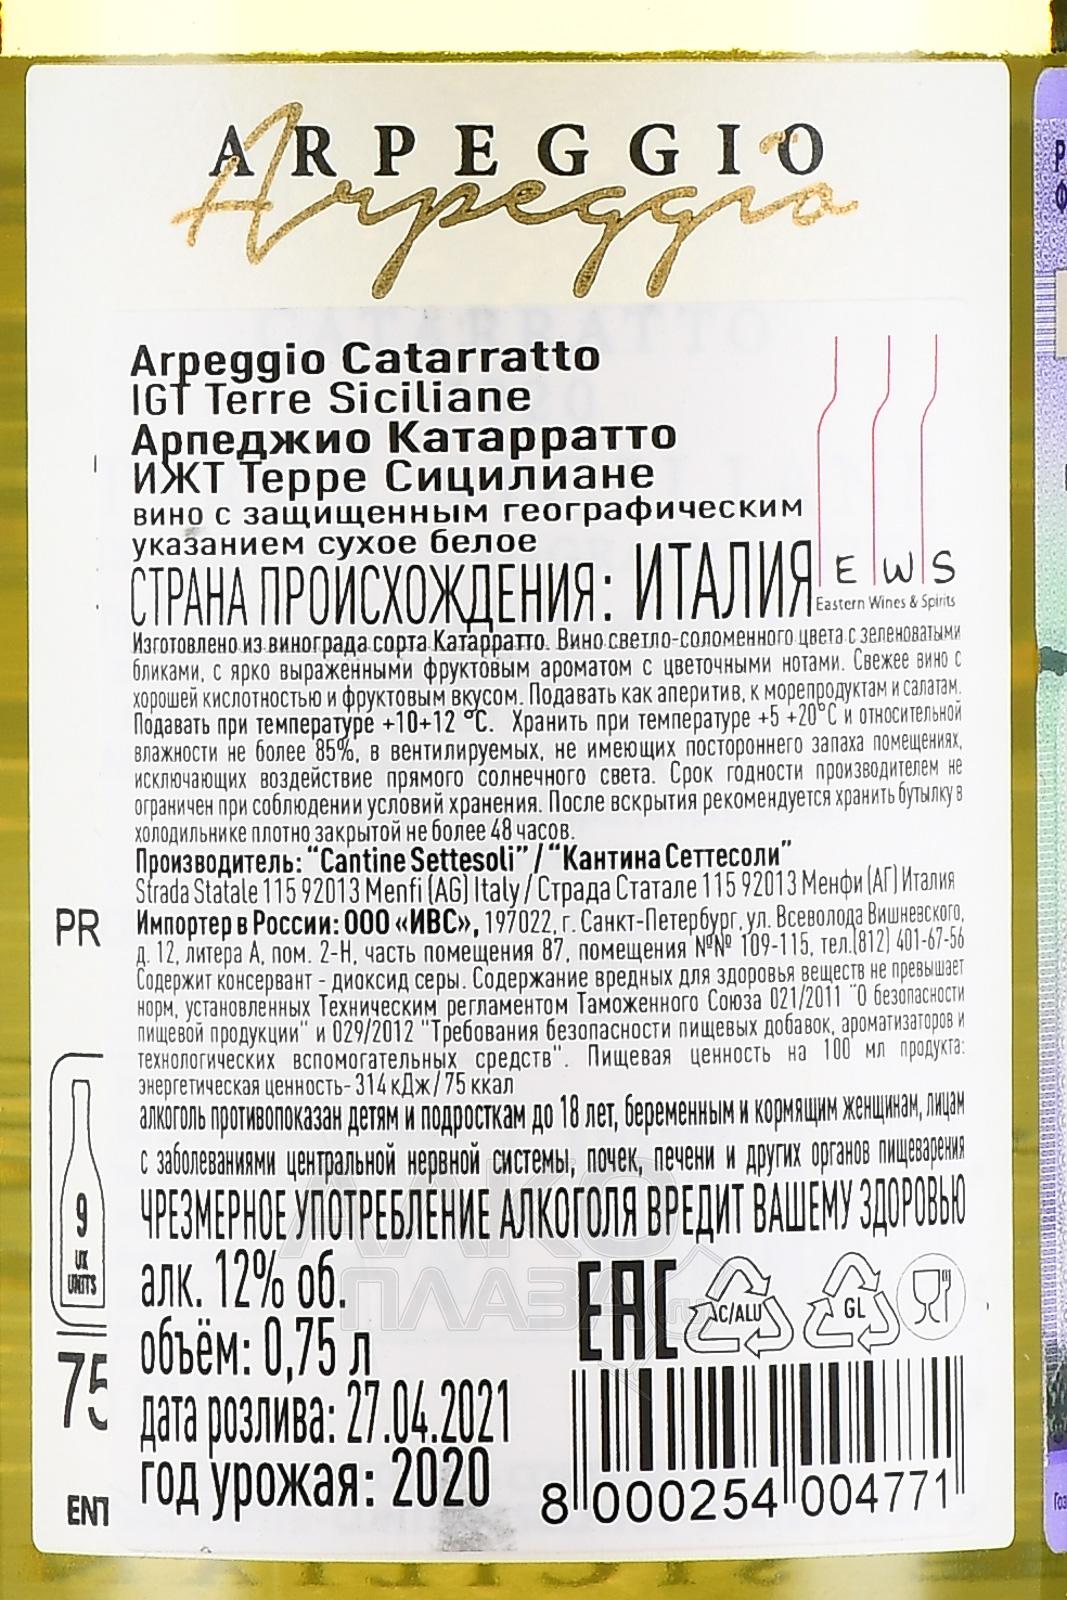 ARPEGGIO
Arpeggio
Arpeggio Catarratto
IGT Terre Siciliane
Арпеджио Катарратто
ИЖТ Терре Сицилиане
вино с защищенным географическим
указанием сухое белое
СТРАНА ПРОИСХОЖДЕНИЯ: ИТАЛИЯ
E W S
Eastern Wines & Spirits
Изготовлено из винограда сорта Катарратто. Вино светло-соломенного цвета с зеленоватыми
бликами, с ярко выраженными фруктовым ароматом с цветочными нотами. Свежее вино с
хорошей кислотностью и фруктовым вкусом. Подавать как аперитив, к морепродуктам и салатам.
Подавать при температуре +10+12 °C. Хранить при температуре +5 +20°C и относительной
влажности не более 85%, в вентилируемых, не имеющих постороннего запаха помещениях,
исключающих воздействие прямого солнечного света. Срок годности производителем не
ограничен при соблюдении условий хранения. После вскрытия рекомендуется хранить бутылку в
холодильнике плотно закрытой не более 48 часов.
Производитель: "Cantine Settesoli" / "Кантина Сеттесоли"
Strada Statale 115 92013 Menfi (AG) Italy / Страда Статале 115 92013 Менфи (АГ) Италия
Импортер в России: ООО «ИВС», 197022, г. Санкт-Петербург, ул. Всеволода Вишневского,
д. 12, литера А, пом. 2-Н, часть помещения 87, помещения №№ 109-115, тел.(812) 401-67-56
Содержит консервант - диоксид серы. Содержание вредных для здоровья веществ не превышает
норм, установленных Техническим регламентом Таможенного Союза 021/2011 "О безопасности
пищевой продукции" и 029/2012 "Требования безопасности пищевых добавок, ароматизаторов и
технологических вспомогательных средств". Пищевая ценность на 100 мл продукта:
энергетическая ценность- 314 кДж/ 75 ккал
алкоголь противопоказан детям и подросткам до 18 лет, беременным и кормящим женщинам, лицам
с заболеваниями центральной нервной системы, почек, печени и других органов пищеварения
ЧРЕЗМЕРНОЕ УПОТРЕБЛЕНИЕ АЛКОГОЛЯ ВРЕДИТ ВАШЕМУ ЗДОРОВЬЮ
алк. 12% об.
объём: 0,75 л
дата розлива: 27.04.2021
год урожая: 2020
EAC
AC/ALU
GL
8 000254 004771
PR
9
UK
UNITS
75
ENT